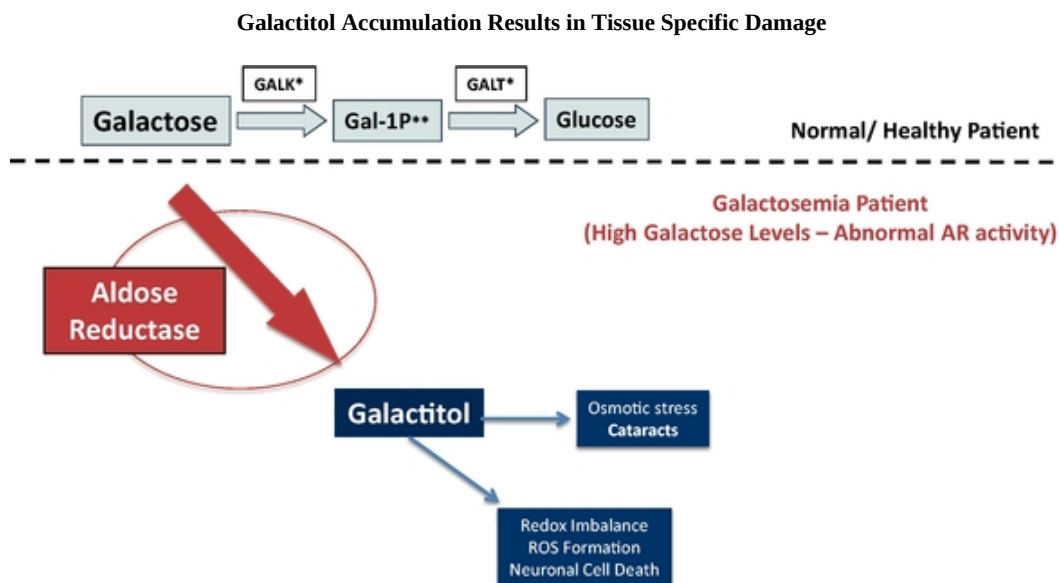 Galactitol Accumulation Results in Tissue Specific Damage
GALK*
GALT*
Galactose
Gal-1P**
Glucose
Normal/ Healthy Patient
Galactosemia Patient
(High Galactose Levels – Abnormal AR activity)
Aldose
Reductase
Galactitol
Osmotic stress
Cataracts
Redox Imbalance
ROS Formation
Neuronal Cell Death